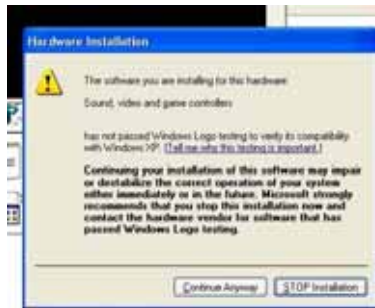 Hardware Installation
The software you are installing for this hardware:
Sound, video and game controllers
has not passed Windows Logo testing to verify its compatibility
with Windows XP. (Tell me why this testing is important.)
Continuing your installation of this software may impair
or destabilize the correct operation of your system
either immediately or in the future. Microsoft strongly
recommends that you stop this installation now and
contact the hardware vendor for software that has
passed Windows Logo testing.
Continue Anyway
STOP Installation